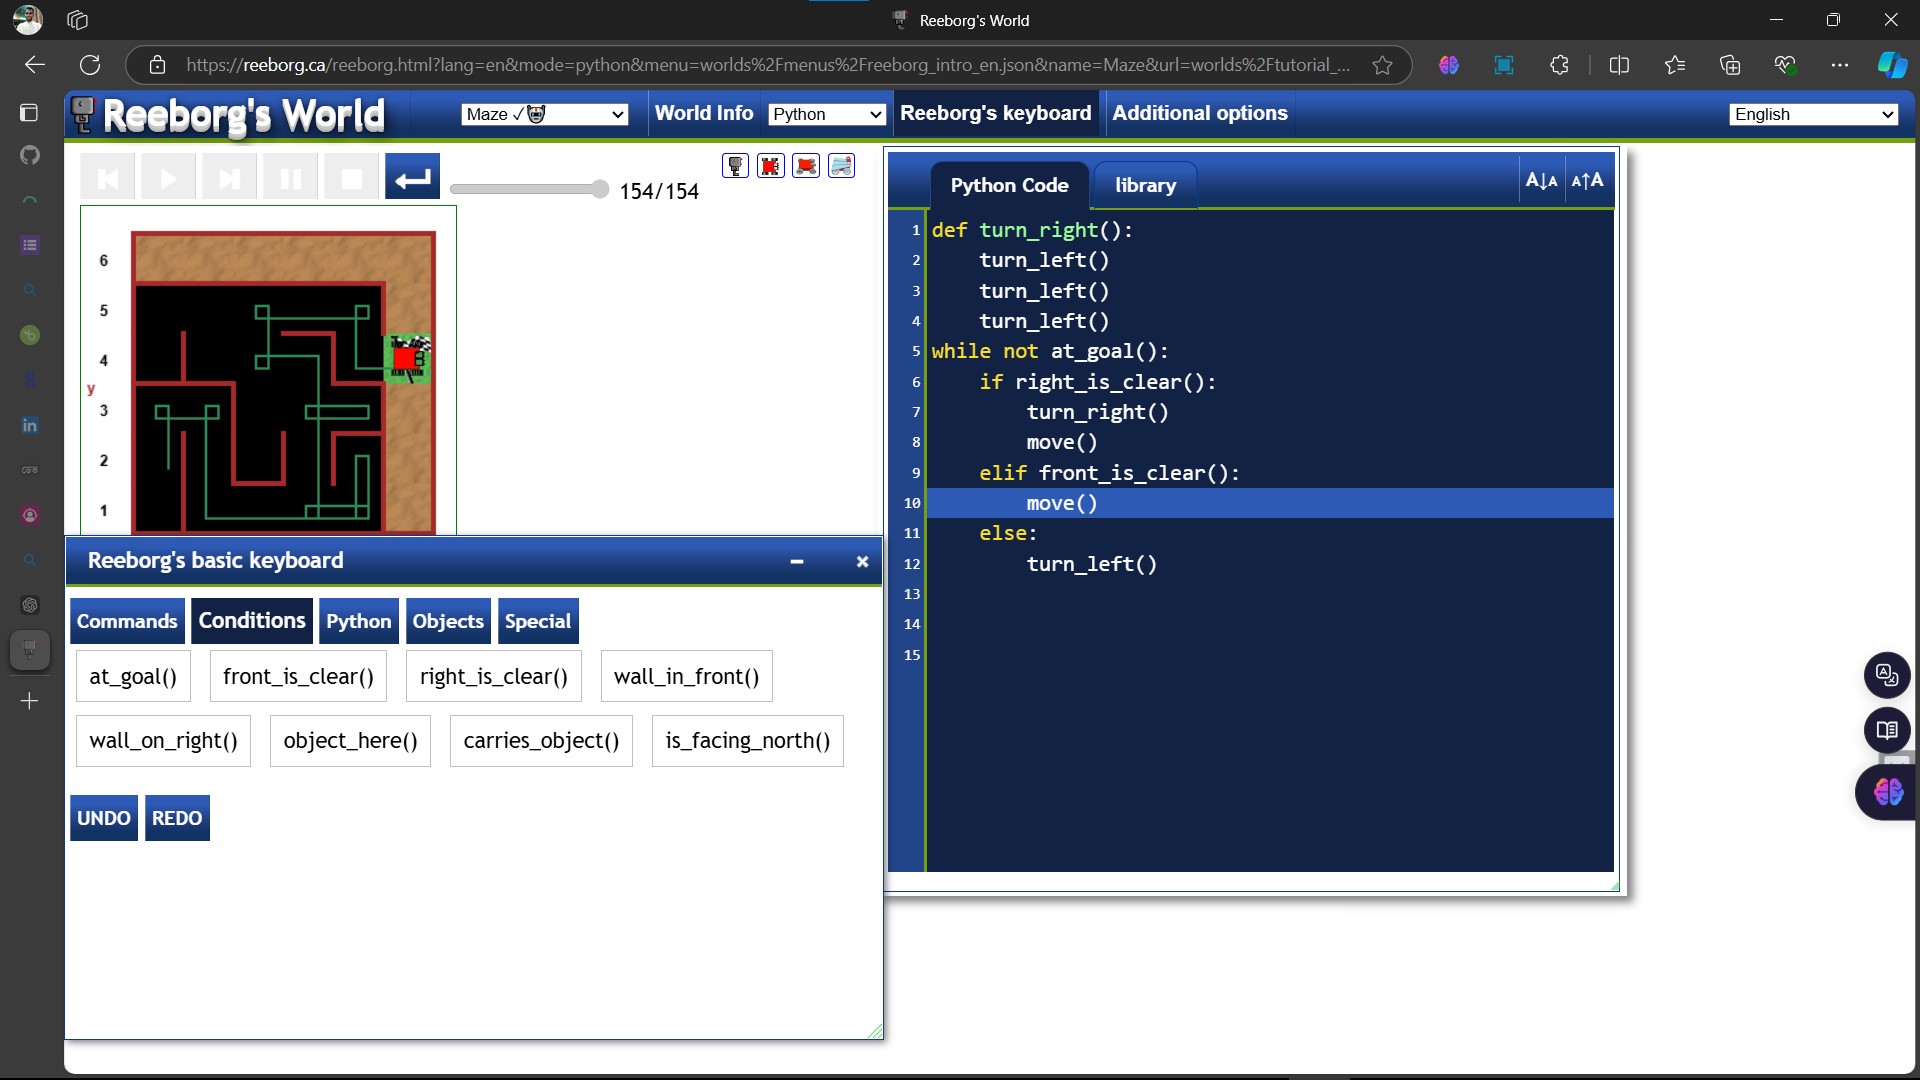 Reeborg's World
https://reeborg.ca/reeborg.html?lang=en&mode=python&menu=worlds%2Fmenus%2Freeborg_intro_en.json&name=Maze&url=worlds%2Ftutorial_...
Reeborg's World
Maze ✓
World Info
Python
Reeborg's keyboard
Additional options
English
154/154
6
5
4
y
3
2
1
Python Code
library
A↓A
A↑A
1 def turn_right():
2     turn_left()
3     turn_left()
4     turn_left()
5 while not at_goal():
6     if right_is_clear():
7         turn_right()
8         move()
9     elif front_is_clear():
10         move()
11     else:
12         turn_left()
13
14
15
Reeborg's basic keyboard
Commands Conditions Python Objects Special
at_goal() front_is_clear() right_is_clear() wall_in_front()
wall_on_right() object_here() carries_object() is_facing_north()
UNDO REDO